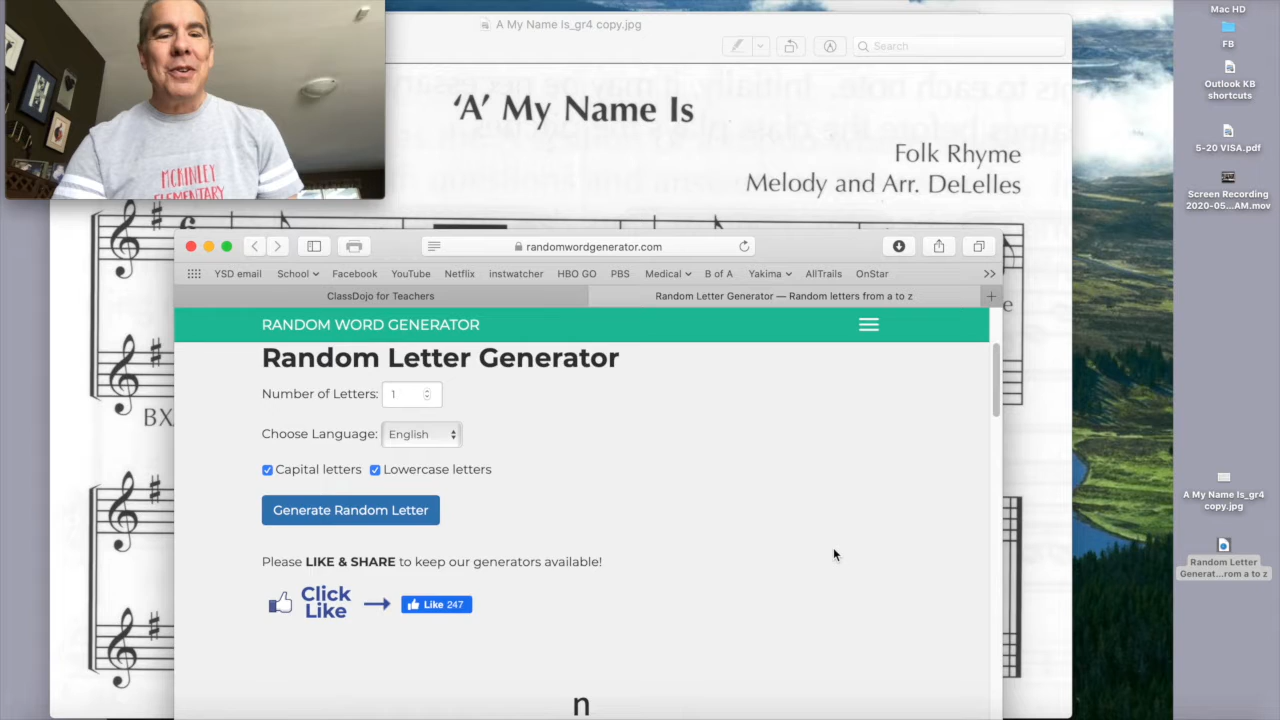 A My Name Is_gr4 copy.jpg
Search
'A' My Name Is
Folk Rhyme
Melody and Arr. DeLelles
MCKINLEY
ELEMENTARY
randomwordgenerator.com
YSD email School Facebook YouTube Netflix instwatcher HBO GO PBS Medical B of A Yakima AllTrails OnStar
ClassDojo for Teachers
Random Letter Generator — Random letters from a to z
RANDOM WORD GENERATOR
Random Letter Generator
Number of Letters: 1
Choose Language: English
Capital letters Lowercase letters
Generate Random Letter
Please LIKE & SHARE to keep our generators available!
Click
Like
Like 247
n
BX
Mac HD
FB
Outlook KB
shortcuts
5-20 VISA.pdf
Screen Recording
2020-05...AM.mov
A My Name Is_gr4
copy.jpg
Random Letter
Generat...rom a to z